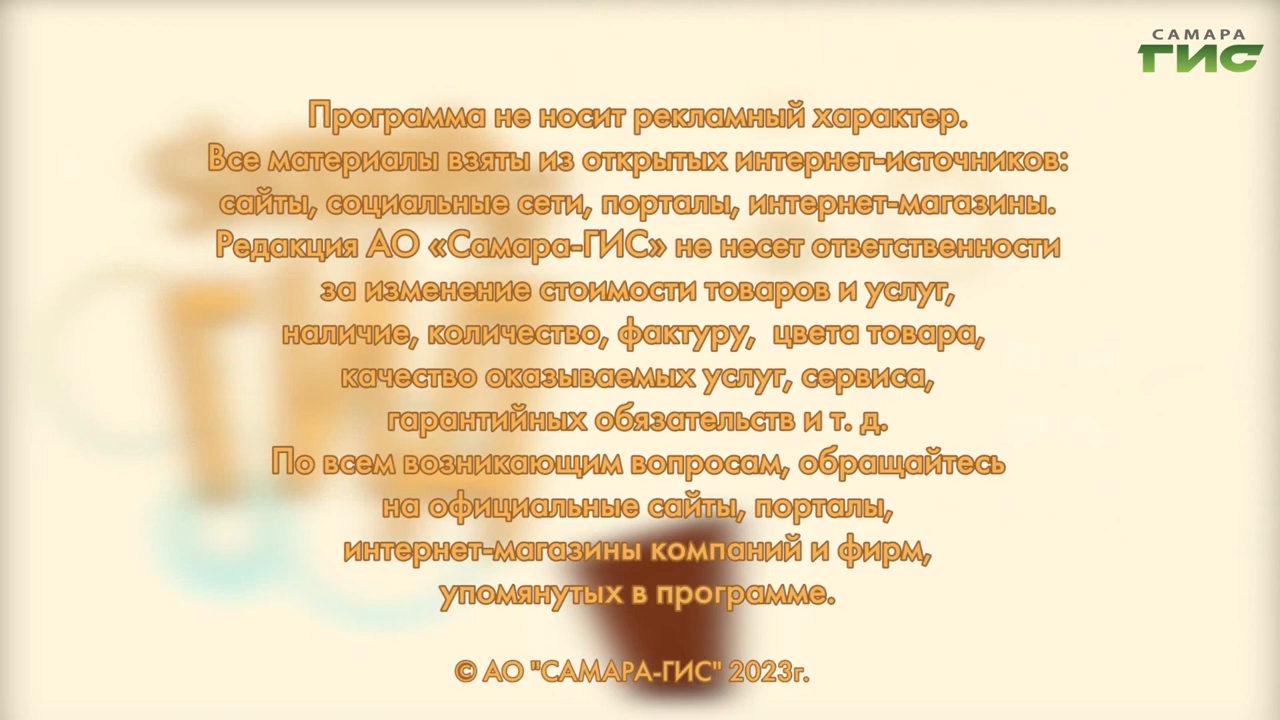 САМАРА
ГИС
Программа не носит рекламный характер.
Все материалы взяты из открытых интернет-источников:
сайты, социальные сети, порталы, интернет-магазины.
Редакция АО «Самара-ГИС» не несет ответственности
за изменение стоимости товаров и услуг,
наличие, количество, фактуру, цвета товара,
качество оказываемых услуг, сервиса,
гарантийных обязательств и т. д.
По всем возникающим вопросам, обращайтесь
на официальные сайты, порталы,
интернет-магазины компаний и фирм,
упомянутых в программе.
© АО "САМАРА-ГИС" 2023г.